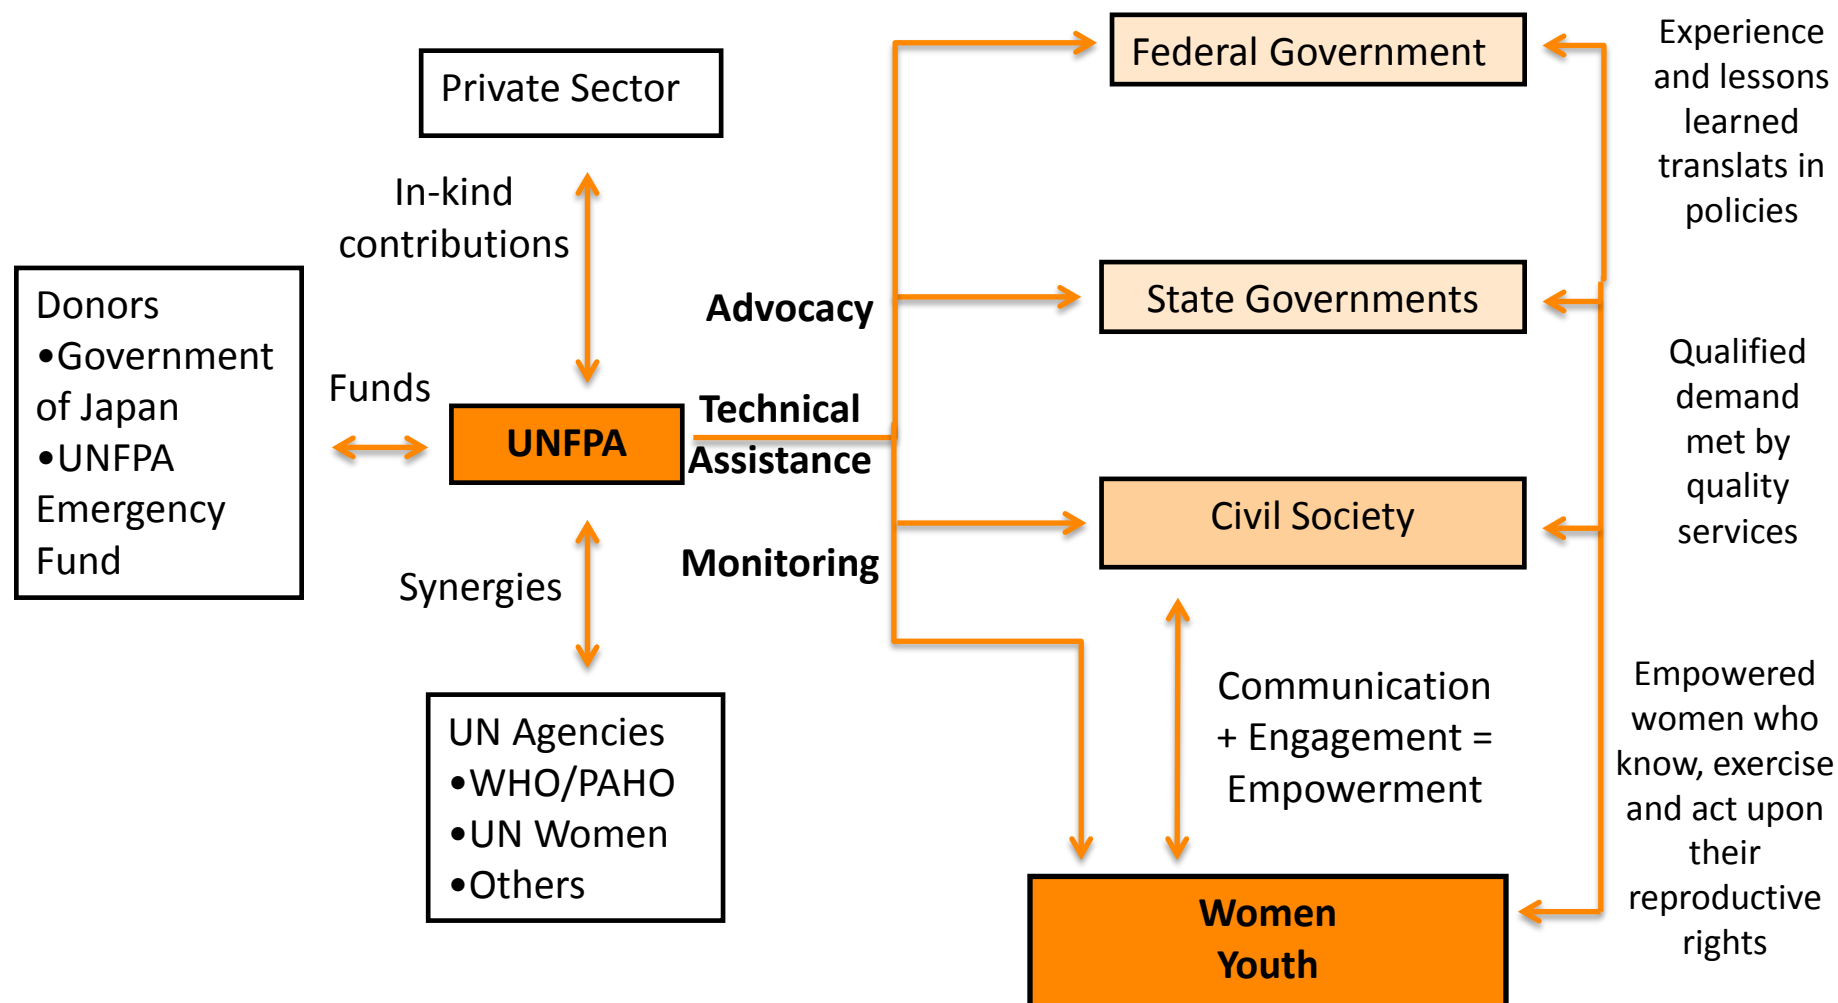 Private Sector
In-kind
contributions
Donors
•Government
of Japan
•UNFPA
Emergency
Fund
Funds
UNFPA
Synergies
UN Agencies
•WHO/PAHO
•UN Women
•Others
Advocacy
Technical
Assistance
Monitoring
Federal Government
State Governments
Civil Society
Communication
+ Engagement =
Empowerment
Women
Youth
Experience
and lessons
learned
translats in
policies
Qualified
demand
met by
quality
services
Empowered
women who
know, exercise
and act upon
their
reproductive
rights